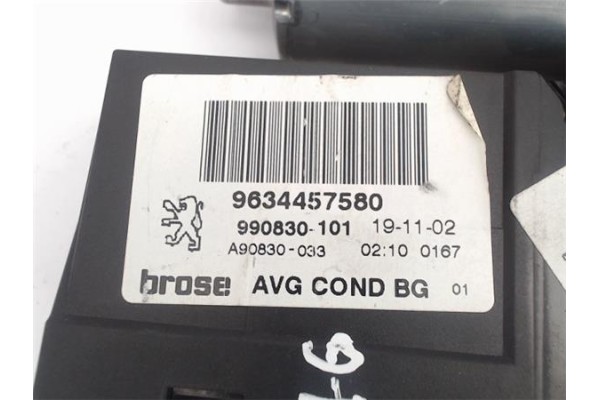 9634457580
990830-101 19-11-02
A90830-033 02:10 0167
brose AVG COND BG 01